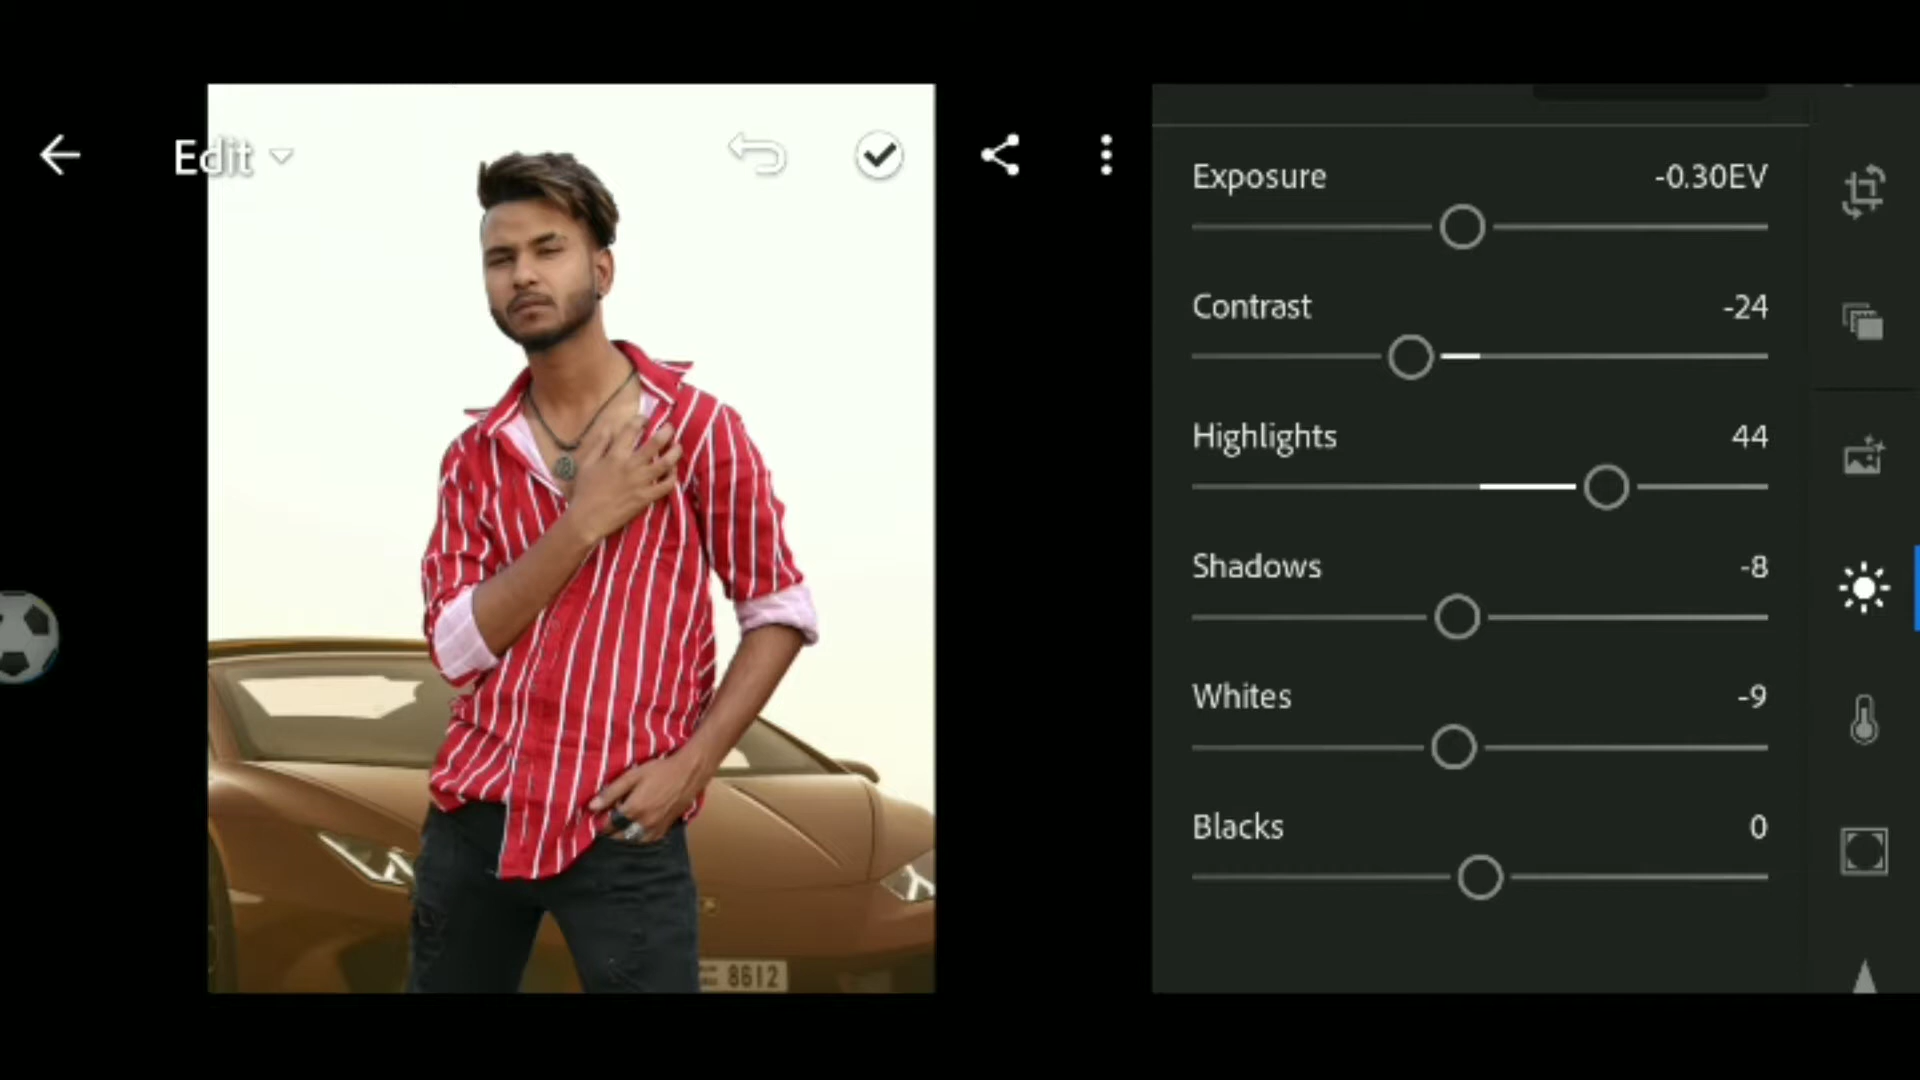 Edit
Exposure -0.30EV
Contrast -24
Highlights 44
Shadows -8
Whites -9
Blacks 0
8612